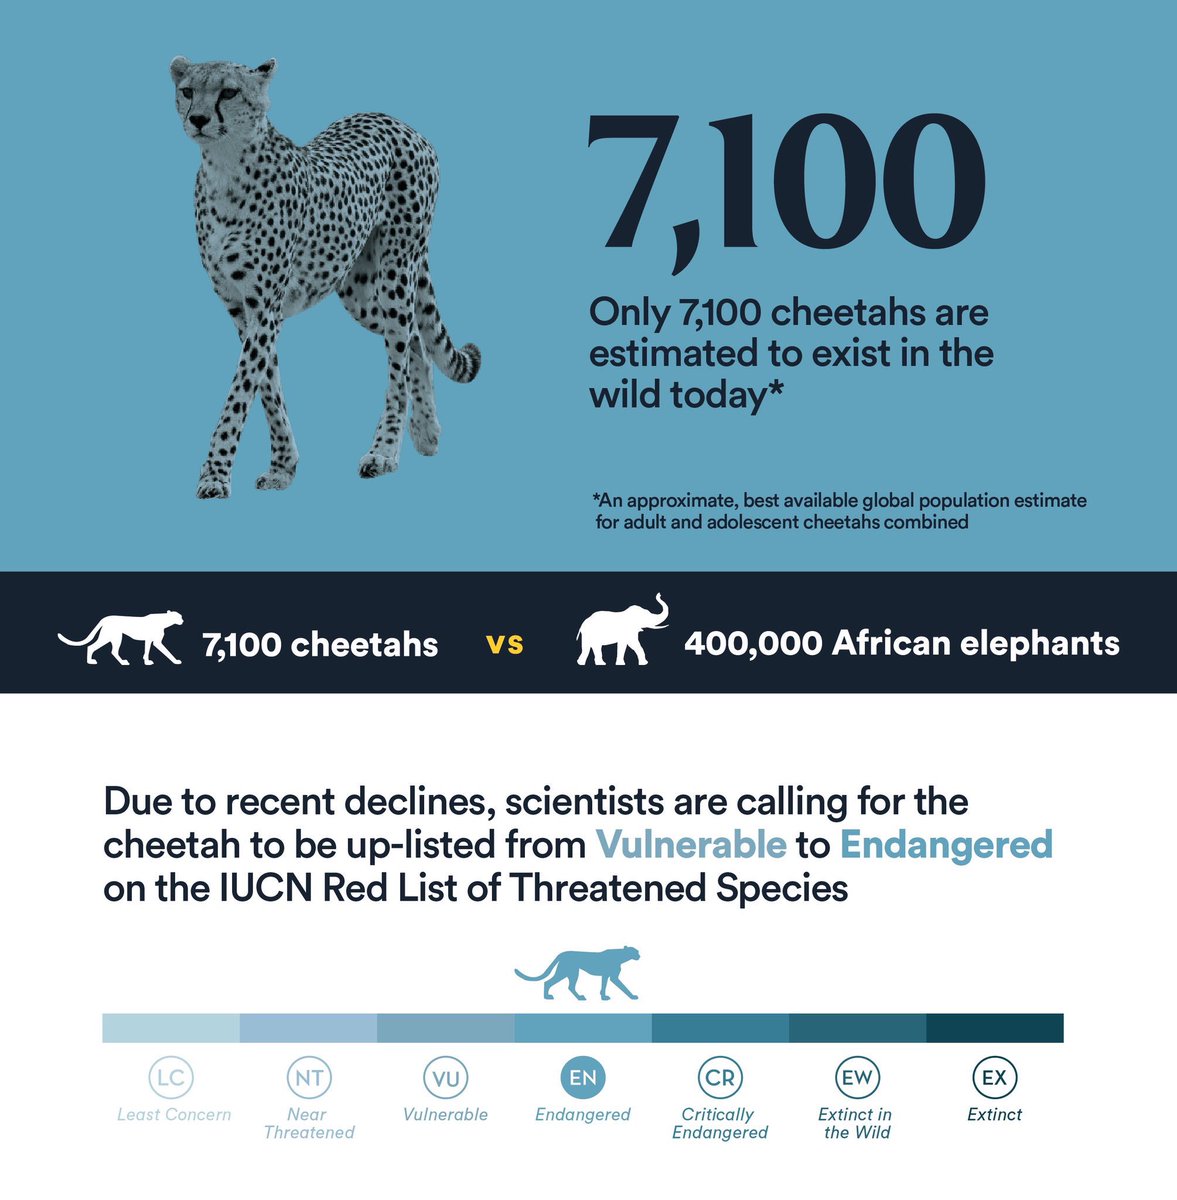 7,100
Only 7,100 cheetahs are
estimated to exist in the
wild today*
*An approximate, best available global population estimate
for adult and adolescent cheetahs combined
7,100 cheetahs vs 400,000 African elephants
Due to recent declines, scientists are calling for the
cheetah to be up-listed from Vulnerable to Endangered
on the IUCN Red List of Threatened Species
LC NT VU EN CR EW EX
Least Concern Near Vulnerable Endangered Critically Extinct in Extinct
Threatened Endangered the Wild